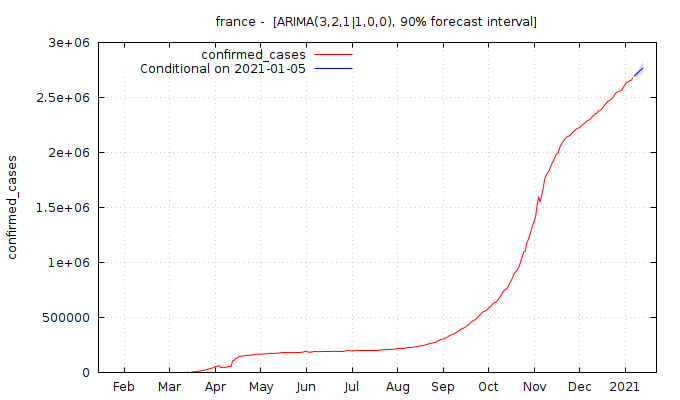 france -  [ARIMA(3,2,1|1,0,0), 90% forecast interval]
3e+06
2.5e+06
2e+06
1.5e+06
1e+06
500000
0
confirmed_cases
confirmed_cases
Conditional on 2021-01-05
Feb Mar Apr May Jun Jul Aug Sep Oct Nov Dec 2021